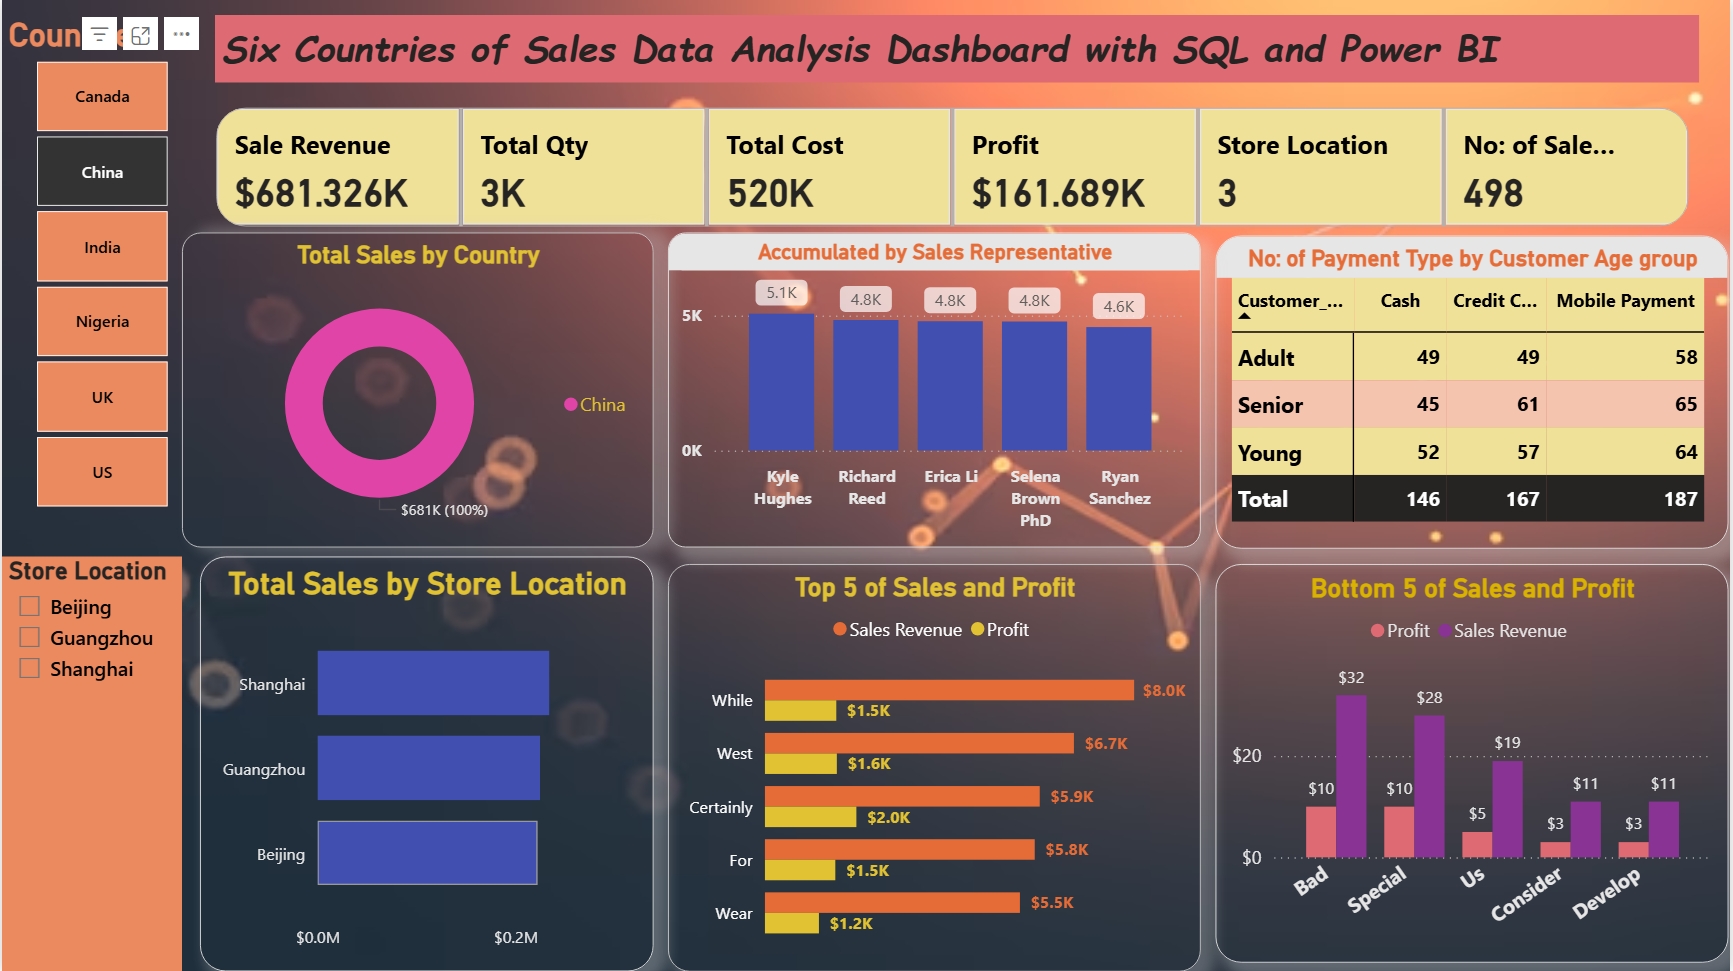 Coun
Six Countries of Sales Data Analysis Dashboard with SQL and Power BI
Canada
China
India
Nigeria
UK
US
Sale Revenue
$681.326K
Total Qty
3K
Total Cost
520K
Profit
$161.689K
Store Location
3
No: of Sale...
498
Total Sales by Country
China
$681K (100%)
Accumulated by Sales Representative
5.1K 4.8K 4.8K 4.8K 4.6K
5K
0K
Kyle Hughes
Richard Reed
Erica Li
Selena Brown PhD
Ryan Sanchez
No: of Payment Type by Customer Age group
Customer_... Cash Credit C... Mobile Payment
Adult 49 49 58
Senior 45 61 65
Young 52 57 64
Total 146 167 187
Store Location
Beijing
Guangzhou
Shanghai
Total Sales by Store Location
Shanghai
Guangzhou
Beijing
$0.0M $0.2M
Top 5 of Sales and Profit
Sales Revenue Profit
While $8.0K
$1.5K
West $6.7K
$1.6K
Certainly $5.9K
$2.0K
For $5.8K
$1.5K
Wear $5.5K
$1.2K
Bottom 5 of Sales and Profit
Profit Sales Revenue
$20
$0
$10 $32
$10 $28
$5 $19
$3 $11
$3 $11
Bad Special Us Consider Develop